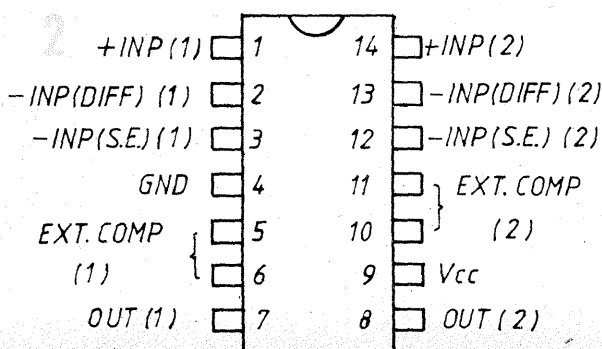 2
+INP(1) 1 14 +INP(2)
-INP(DIFF) (1) 2 13 -INP(DIFF) (2)
-INP(S.E.) (1) 3 12 -INP(S.E.) (2)
GND 4 11 EXT. COMP
EXT. COMP 5 10 (2)
(1) 6 9 Vcc
OUT (1) 7 8 OUT (2)